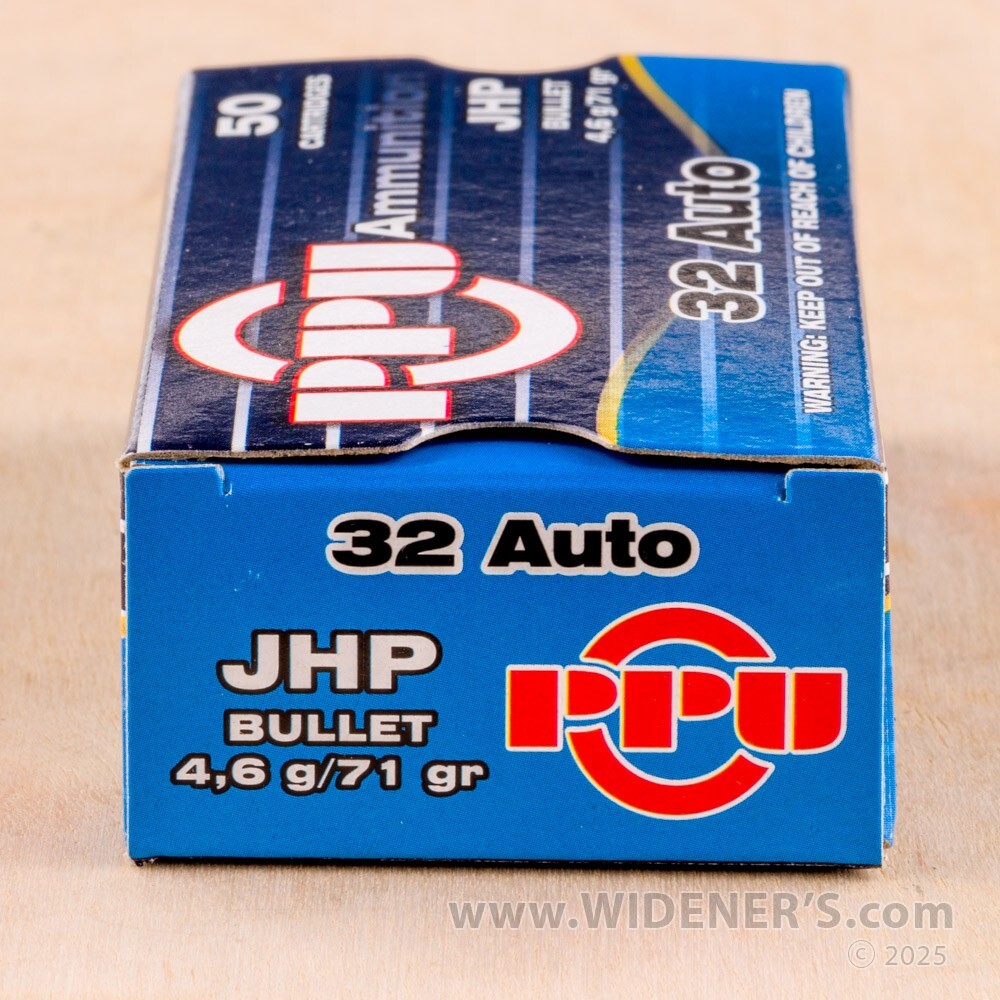 50
CARTRIDGES
PPU Ammunition
JHP
BULLET
4,6 g/71 gr
32 Auto
WARNING: KEEP OUT OF REACH OF CHILDREN
32 Auto
JHP
BULLET
4,6 g/71 gr
PPU
www.WIDENER'S.com
© 2025